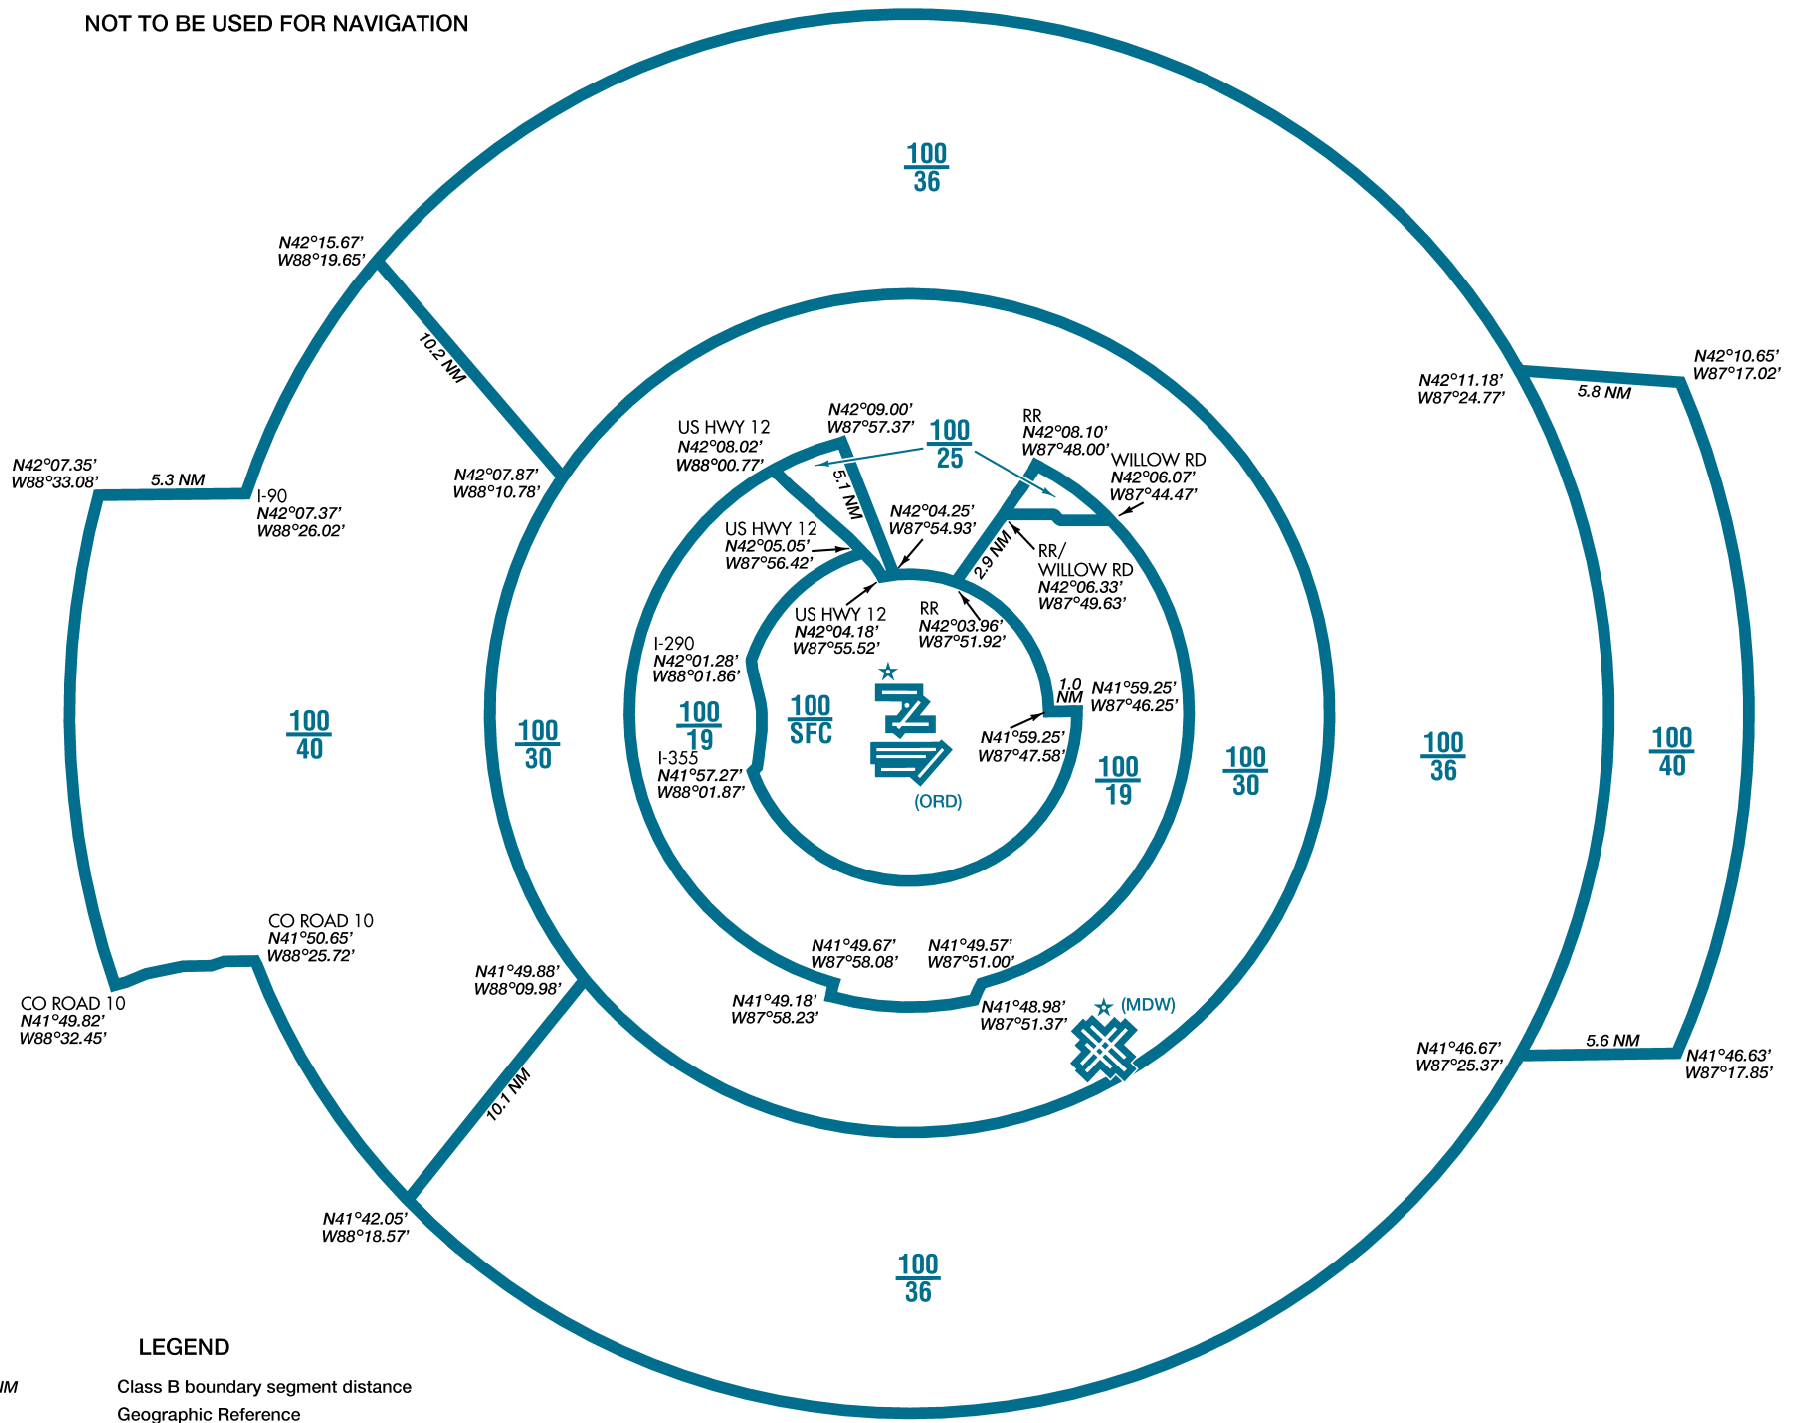 NOT TO BE USED FOR NAVIGATION
100
36
N42°15.67’
W88°19.65’
10.2 NM
N42°07.35’
W88°33.08’
5.3 NM
I-90
N42°07.37’
W88°26.02’
N42°07.87’
W88°10.78’
US HWY 12
N42°08.02’
W88°00.77’
N42°09.00’
W87°57.37’
5.1 NM
100
25
RR
N42°08.10’
W87°48.00’
WILLOW RD
N42°06.07’
W87°44.47’
N42°11.18’
W87°24.77’
5.8 NM
N42°10.65’
W87°17.02’
US HWY 12
N42°05.05’
W87°56.42’
N42°04.25’
W87°54.93’
2.9 NM
RR/
WILLOW RD
N42°06.33’
W87°49.63’
US HWY 12
N42°04.18’
W87°55.52’
RR
N42°03.96’
W87°51.92’
I-290
N42°01.28’
W88°01.86’
1.0
NM
N41°59.25’
W87°46.25’
N41°59.25’
W87°47.58’
100
40
100
30
100
19
100
SFC
I-355
N41°57.27’
W88°01.87’
(ORD)
100
19
100
30
100
36
100
40
CO ROAD 10
N41°50.65’
W88°25.72’
CO ROAD 10
N41°49.82’
W88°32.45’
N41°49.88’
W88°09.98’
N41°49.67’
W87°58.08’
N41°49.57’
W87°51.00’
N41°49.18’
W87°58.23’
N41°48.98’
W87°51.37’
(MDW)
10.1 NM
N41°46.67’
W87°25.37’
5.6 NM
N41°46.63’
W87°17.85’
N41°42.05’
W88°18.57’
100
36
LEGEND
NM Class B boundary segment distance
Geographic Reference